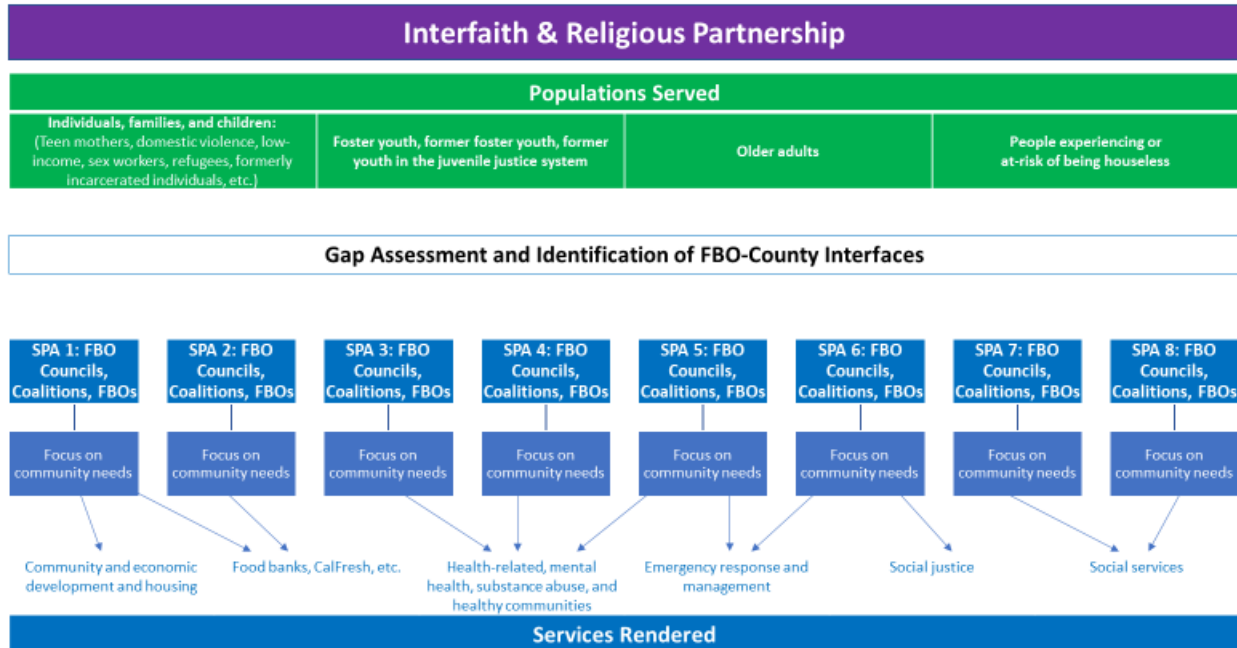 Interfaith & Religious Partnership
Populations Served
Individuals, families, and children:
(Teen mothers, domestic violence, low-
income, sex workers, refugees, formerly
incarcerated individuals, etc.)
Foster youth, former foster youth, former
youth in the juvenile justice system
Older adults
People experiencing or
at-risk of being houseless
Gap Assessment and Identification of FBO-County Interfaces
SPA 1: FBO
Councils,
Coalitions, FBOs
SPA 2: FBO
Councils,
Coalitions, FBOs
SPA 3: FBO
Councils,
Coalitions, FBOs
SPA 4: FBO
Councils,
Coalitions, FBOs
SPA 5: FBO
Councils,
Coalitions, FBOs
SPA 6: FBO
Councils,
Coalitions, FBOs
SPA 7: FBO
Councils,
Coalitions, FBOs
SPA 8: FBO
Councils,
Coalitions, FBOs
Focus on
community needs
Focus on
community needs
Focus on
community needs
Focus on
community needs
Focus on
community needs
Focus on
community needs
Focus on
community needs
Focus on
community needs
Community and economic
development and housing
Food banks, CalFresh, etc.
Health-related, mental
health, substance abuse, and
healthy communities
Emergency response and
management
Social justice
Social services
Services Rendered